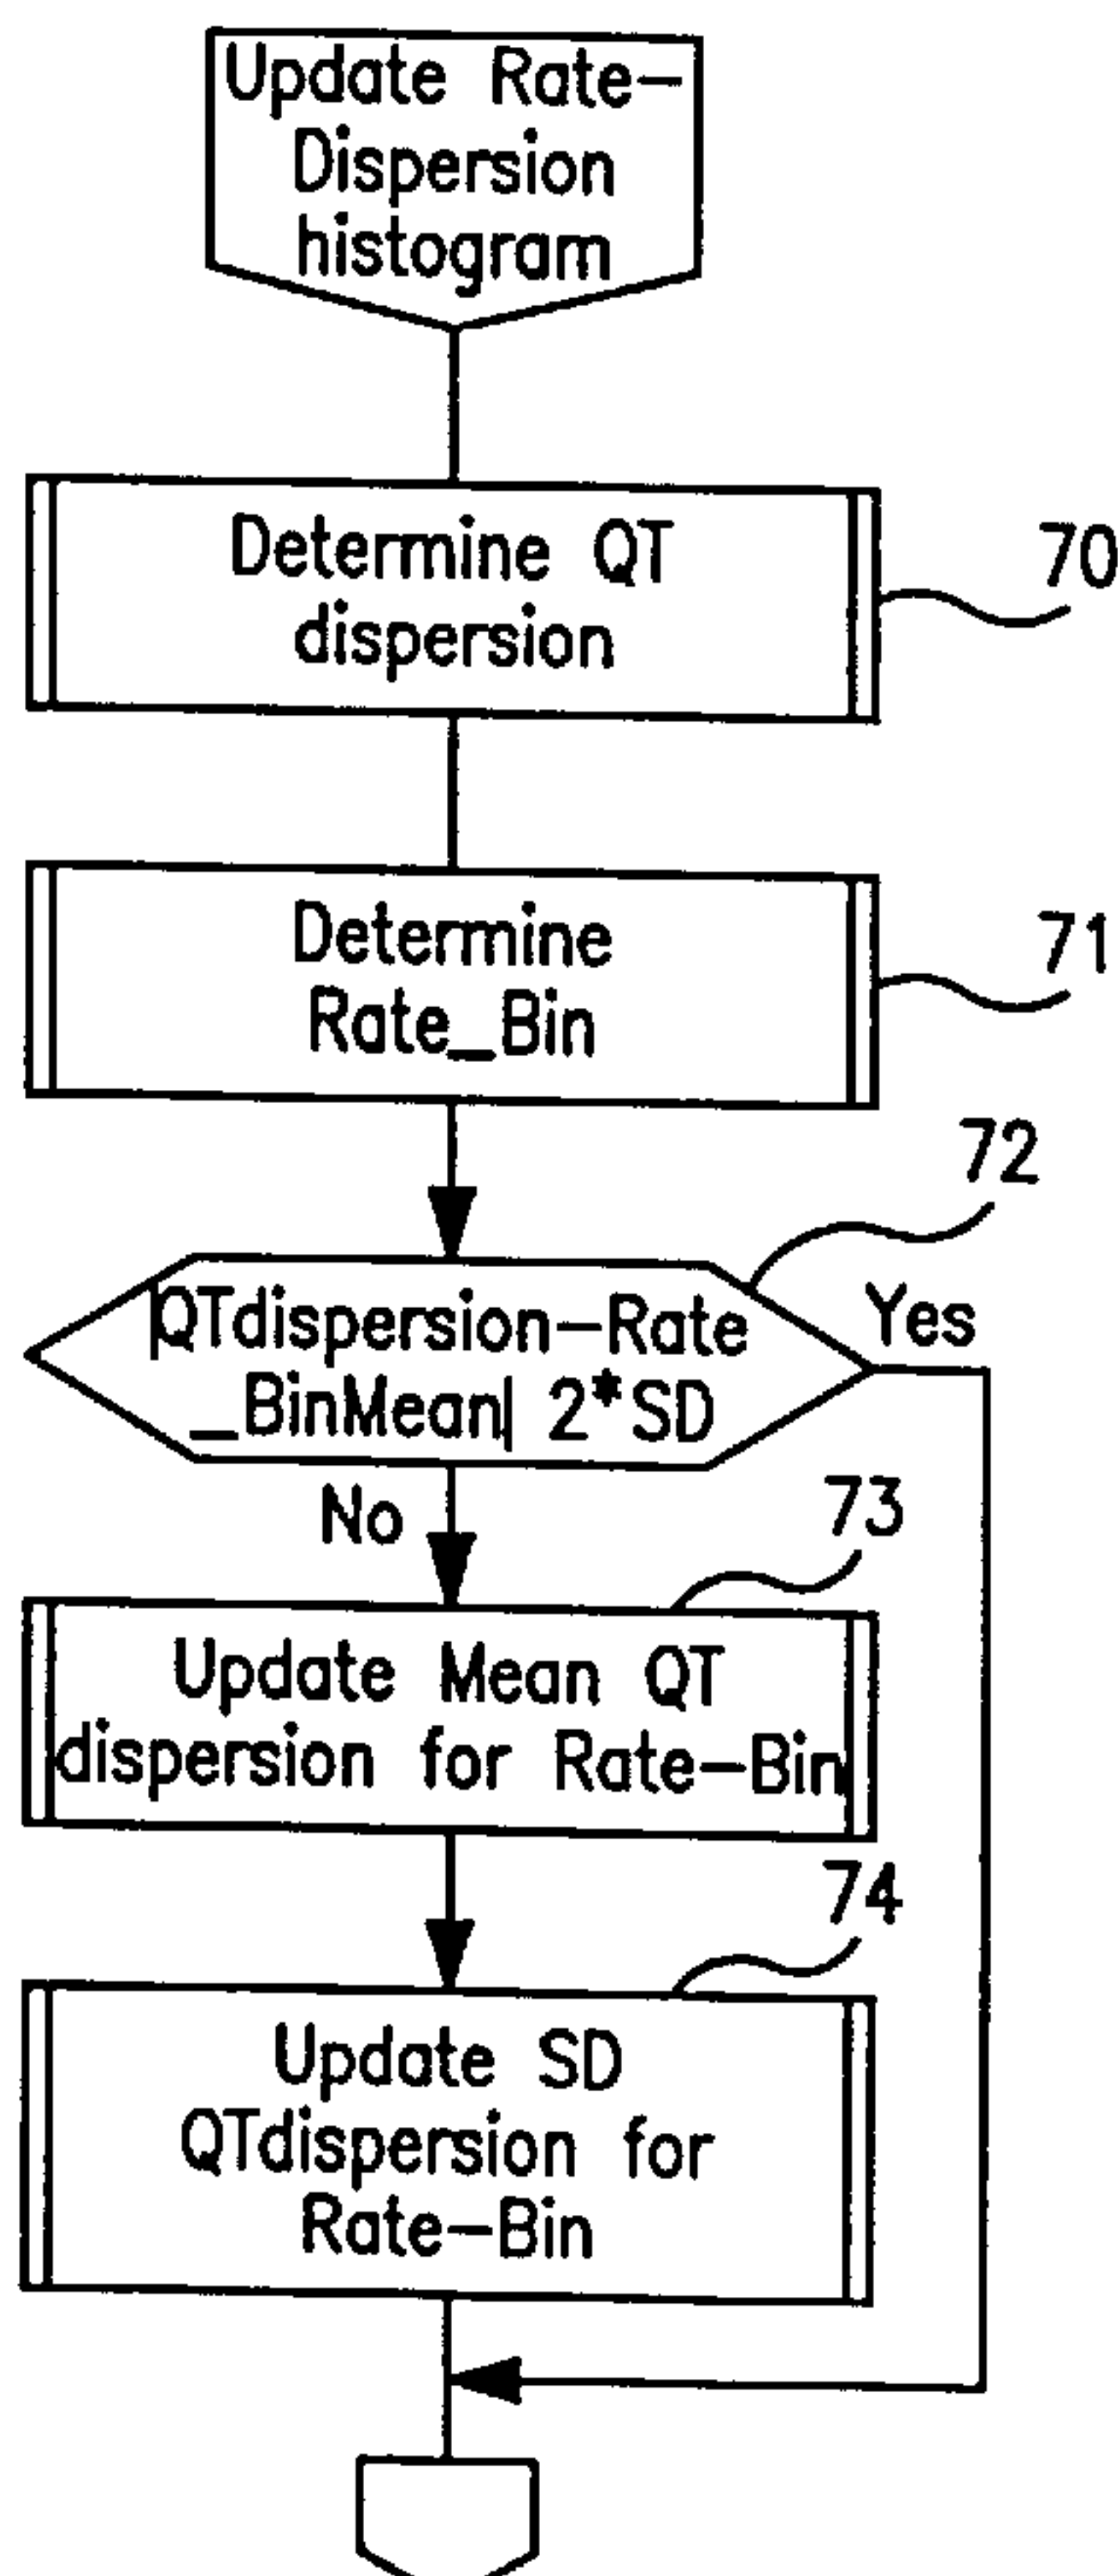 Update Rate-
Dispersion
histogram
Determine QT
dispersion
70
Determine
Rate_Bin
71
72
|QTdispersion-Rate
_BinMean| 2*SD
Yes
No
73
Update Mean QT
dispersion for Rate-Bin
74
Update SD
QTdispersion for
Rate-Bin